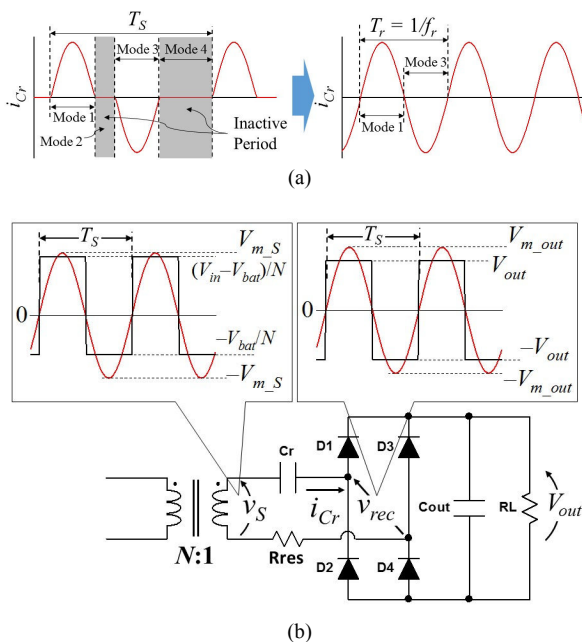 T_S
Mode 3
Mode 4
i_Cr
Mode 1
Mode 2
Inactive
Period
T_r = 1/f_r
Mode 3
i_Cr
Mode 1
(a)
T_S
V_m_S
(V_in−V_bat)/N
0
−V_bat/N
−V_m_S
T_S
V_m_out
V_out
0
−V_out
−V_m_out
D1
D3
Cr
v_S
i_Cr
v_rec
Cout
RL
V_out
N:1
Rres
D2
D4
(b)